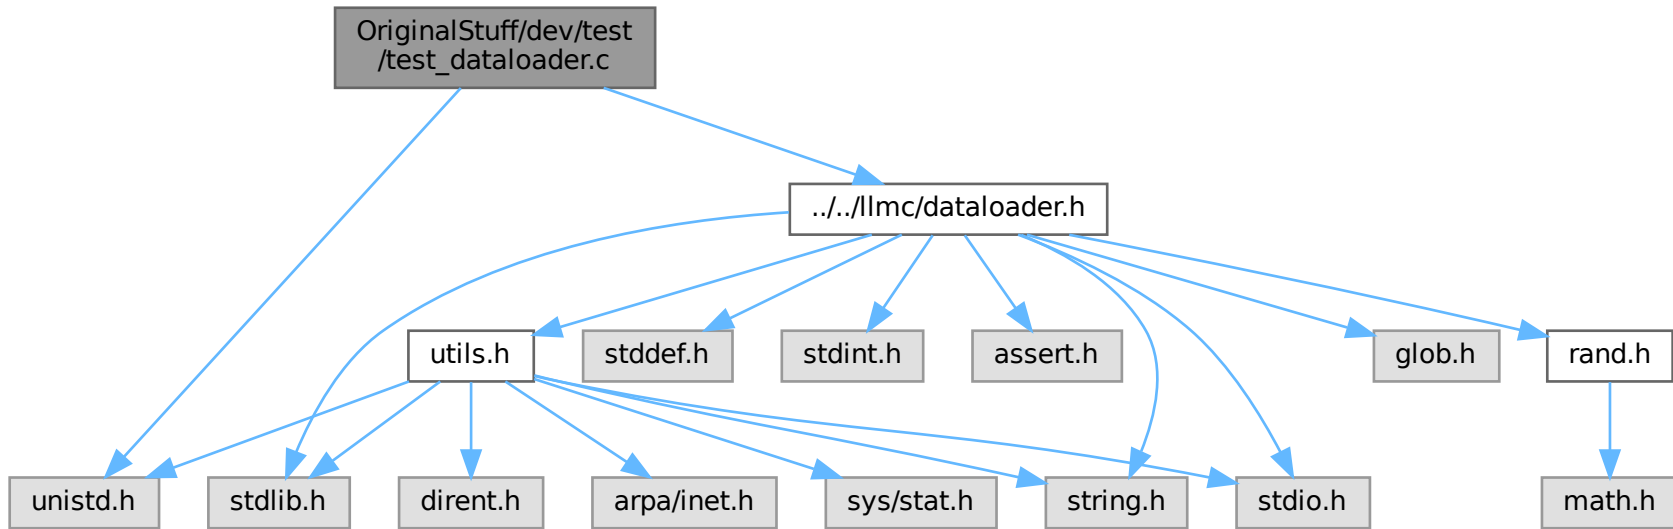 OriginalStuff/dev/test
/test_dataloader.c
../../llmc/dataloader.h
utils.h
stddef.h
stdint.h
assert.h
glob.h
rand.h
unistd.h
stdlib.h
dirent.h
arpa/inet.h
sys/stat.h
string.h
stdio.h
math.h